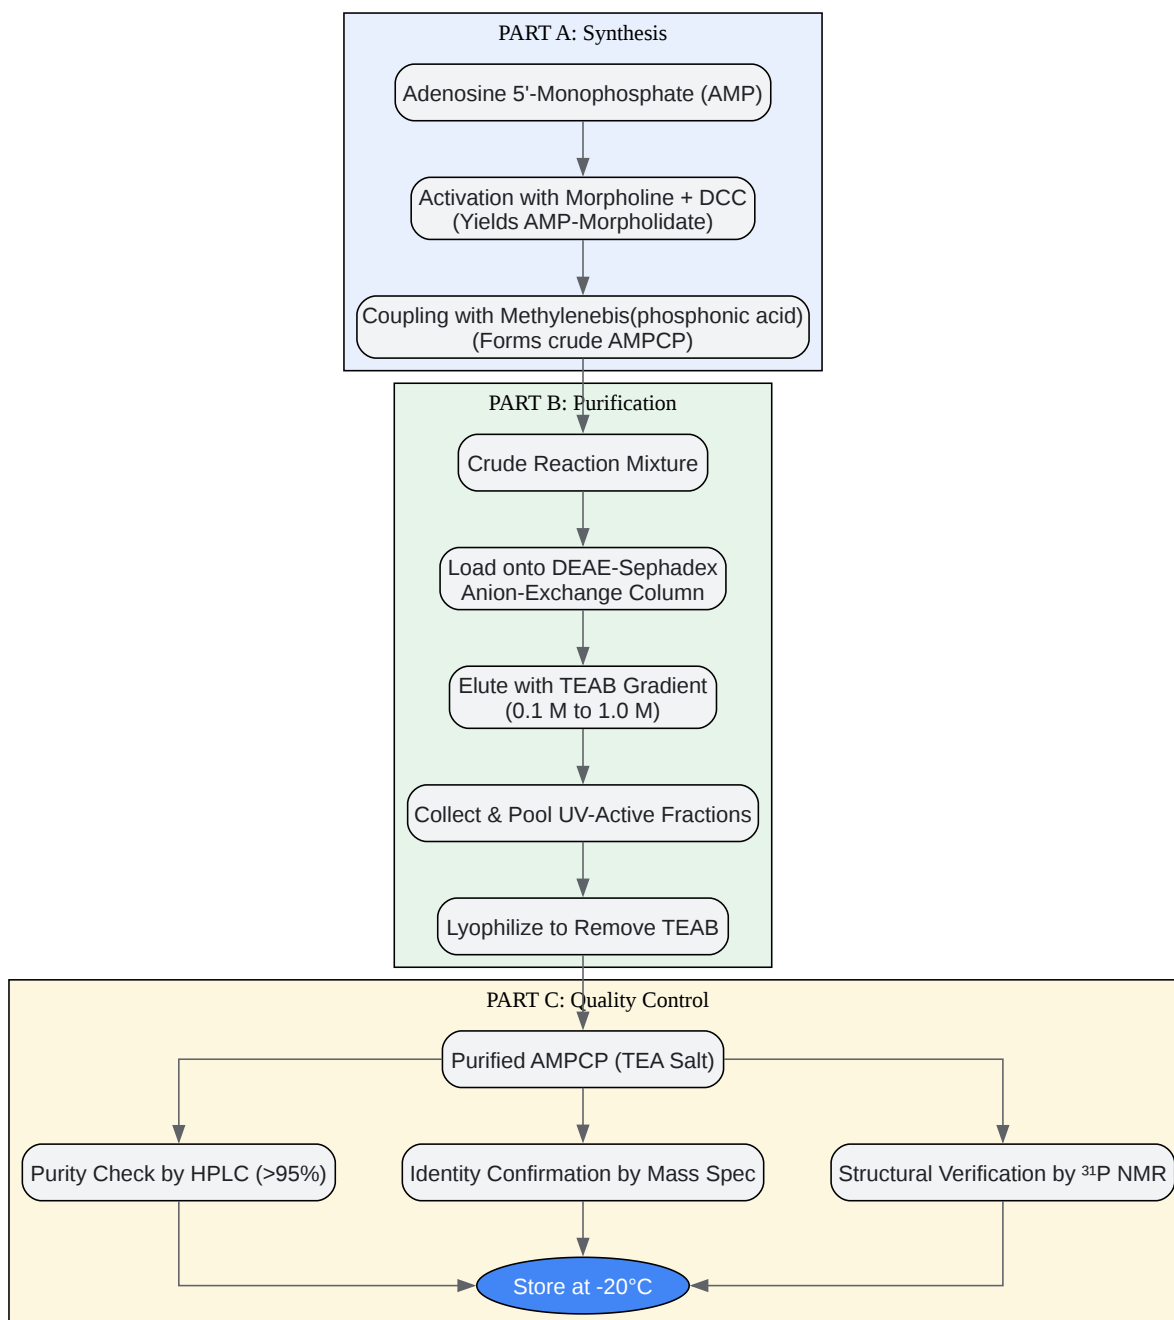 PART A: Synthesis
Adenosine 5'-Monophosphate (AMP)
Activation with Morpholine + DCC
(Yields AMP-Morpholidate)
Coupling with Methylenebis(phosphonic acid)
(Forms crude AMPCP)
PART B: Purification
Crude Reaction Mixture
Load onto DEAE-Sephadex
Anion-Exchange Column
Elute with TEAB Gradient
(0.1 M to 1.0 M)
Collect & Pool UV-Active Fractions
Lyophilize to Remove TEAB
PART C: Quality Control
Purified AMPCP (TEA Salt)
Purity Check by HPLC (>95%)
Identity Confirmation by Mass Spec
Structural Verification by ³¹P NMR
Store at -20°C